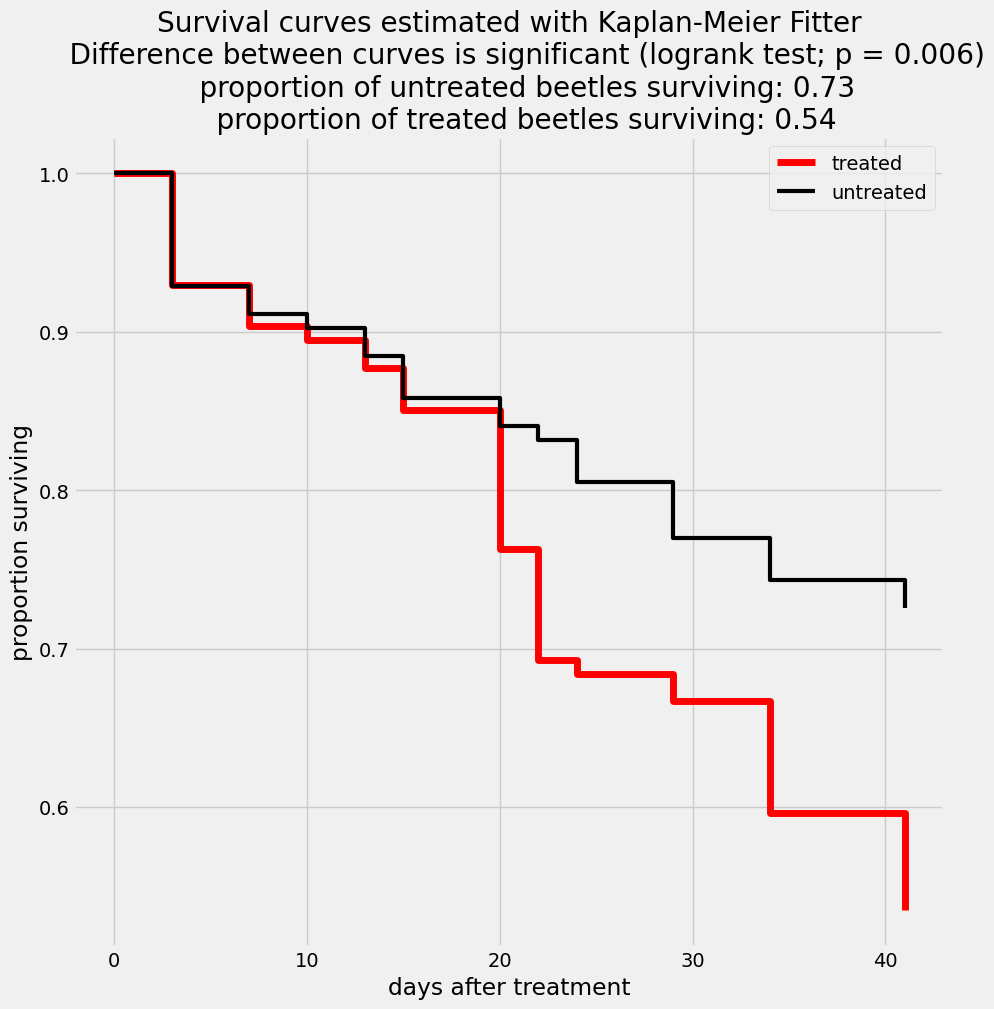 Survival curves estimated with Kaplan-Meier Fitter
Difference between curves is significant (logrank test; p = 0.006)
proportion of untreated beetles surviving: 0.73
proportion of treated beetles surviving: 0.54
treated
untreated
1.0
0.9
0.8
0.7
0.6
proportion surviving
0
10
20
30
40
days after treatment